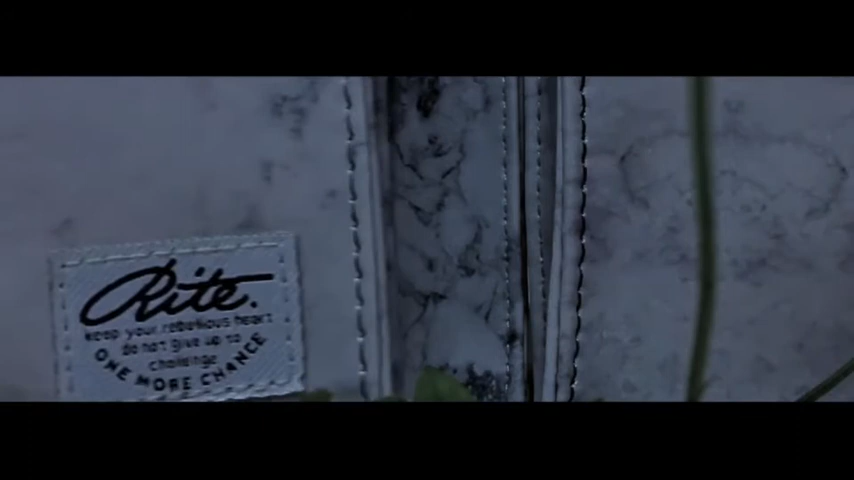 Rite.
keep your rebellious heart
do not give up to
challenge
ONE MORE CHANCE